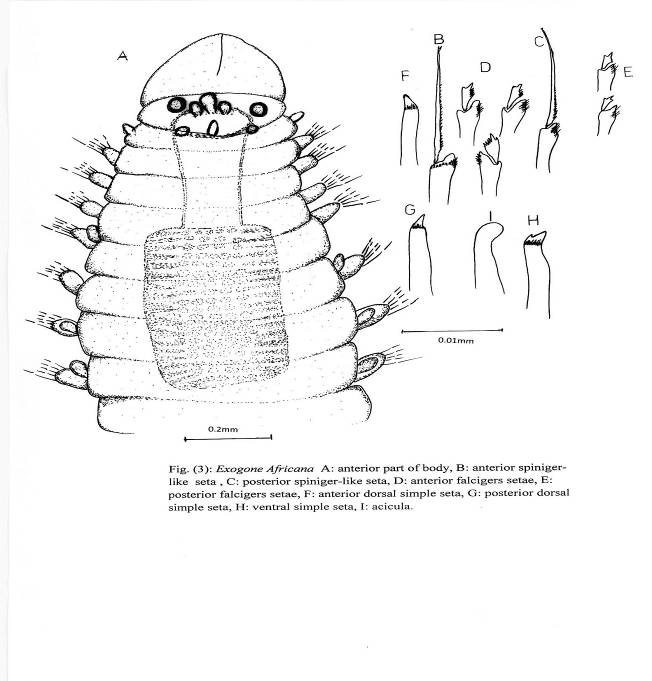 A
B
C
D
E
F
G
I
H
0.01mm
0.2mm
Fig. (3): Exogone Africana A: anterior part of body, B: anterior spiniger-
like seta , C: posterior spiniger-like seta, D: anterior falcigers setae, E:
posterior falcigers setae, F: anterior dorsal simple seta, G: posterior dorsal
simple seta, H: ventral simple seta, I: acicula.